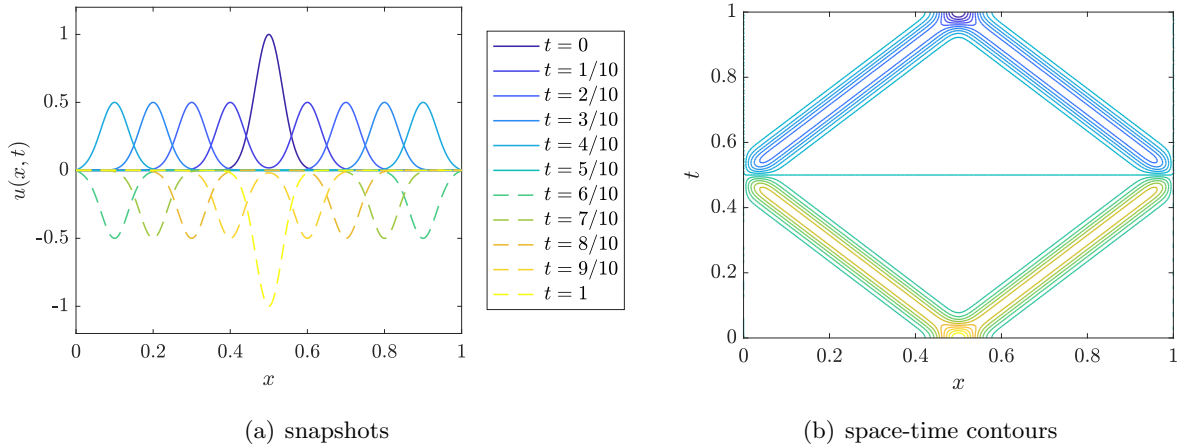 1
0.5
0
-0.5
-1
u(x, t)
0 0.2 0.4 0.6 0.8 1
x
t = 0
t = 1/10
t = 2/10
t = 3/10
t = 4/10
t = 5/10
t = 6/10
t = 7/10
t = 8/10
t = 9/10
t = 1
(a) snapshots
1
0.8
0.6
0.4
0.2
0
t
0 0.2 0.4 0.6 0.8 1
x
(b) space-time contours